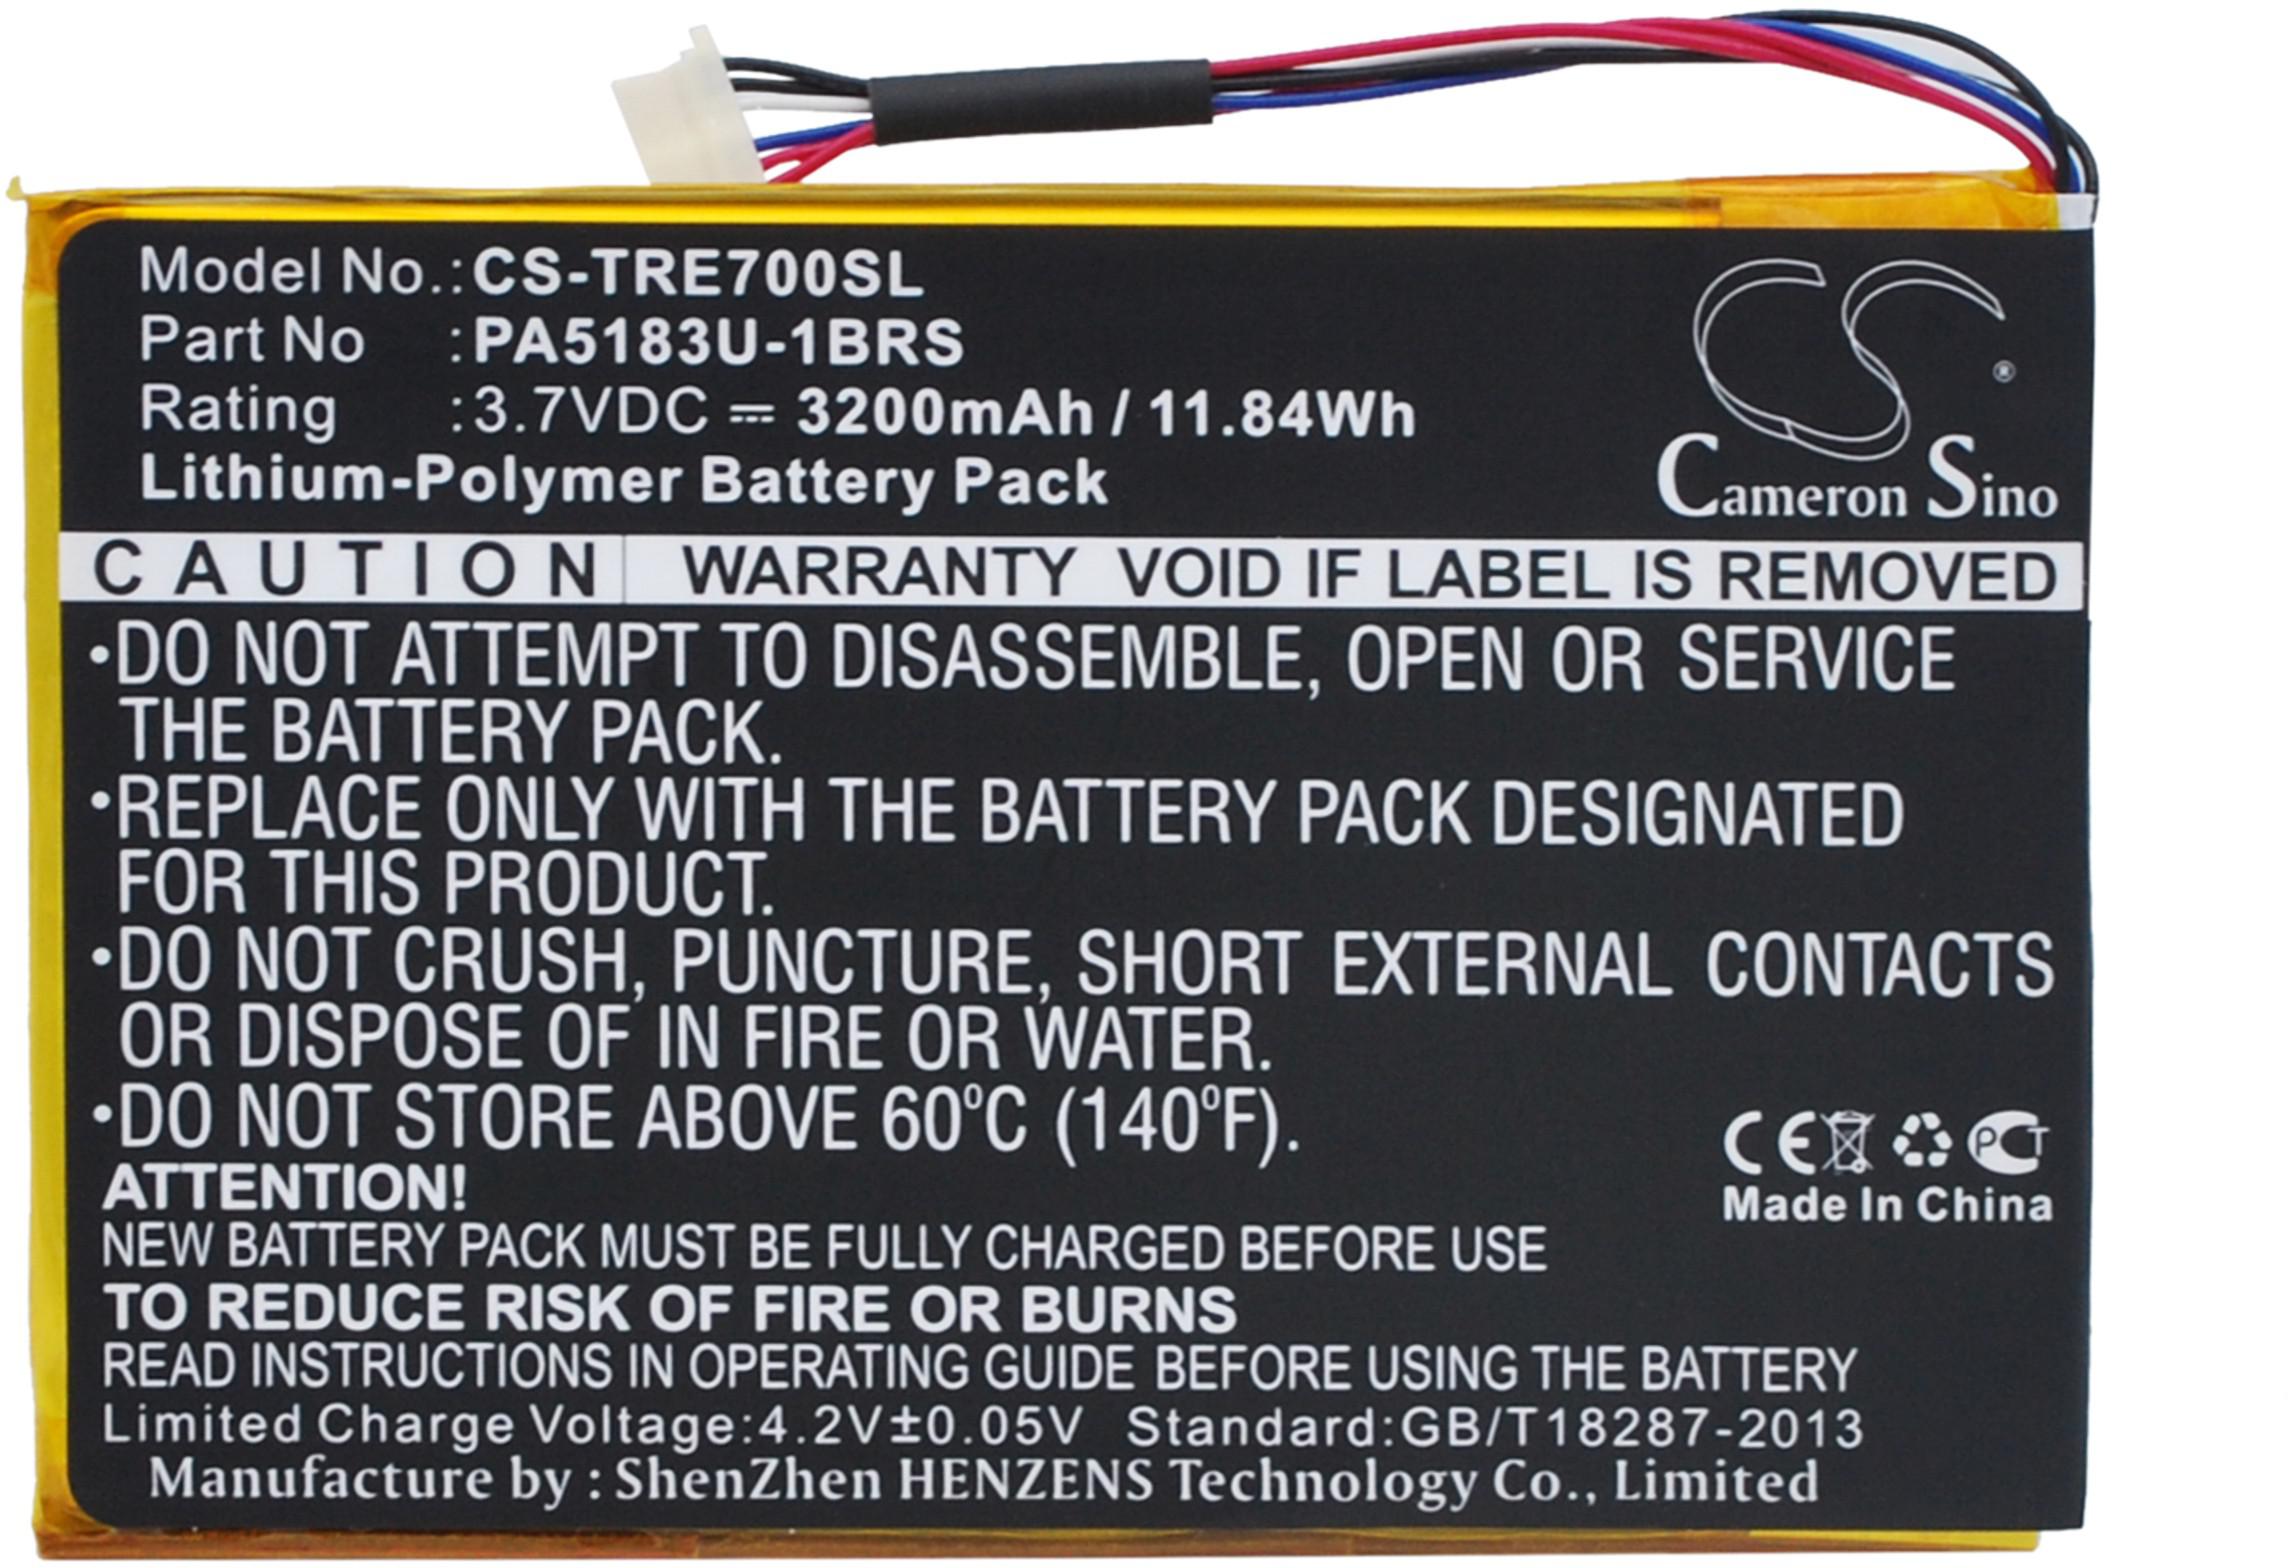 Model No.:CS-TRE700SL
Part No :PA5183U-1BRS
Rating :3.7VDC ⎓ 3200mAh / 11.84Wh
Lithium-Polymer Battery Pack
CS
®
Cameron Sino
CAUTION WARRANTY VOID IF LABEL IS REMOVED
•DO NOT ATTEMPT TO DISASSEMBLE, OPEN OR SERVICE
THE BATTERY PACK.
•REPLACE ONLY WITH THE BATTERY PACK DESIGNATED
FOR THIS PRODUCT.
•DO NOT CRUSH, PUNCTURE, SHORT EXTERNAL CONTACTS
OR DISPOSE OF IN FIRE OR WATER.
•DO NOT STORE ABOVE 60°C (140°F).
CE PCT
Made In China
ATTENTION!
NEW BATTERY PACK MUST BE FULLY CHARGED BEFORE USE
TO REDUCE RISK OF FIRE OR BURNS
READ INSTRUCTIONS IN OPERATING GUIDE BEFORE USING THE BATTERY
Limited Charge Voltage:4.2V±0.05V Standard:GB/T18287-2013
Manufacture by : ShenZhen HENZENS Technology Co., Limited